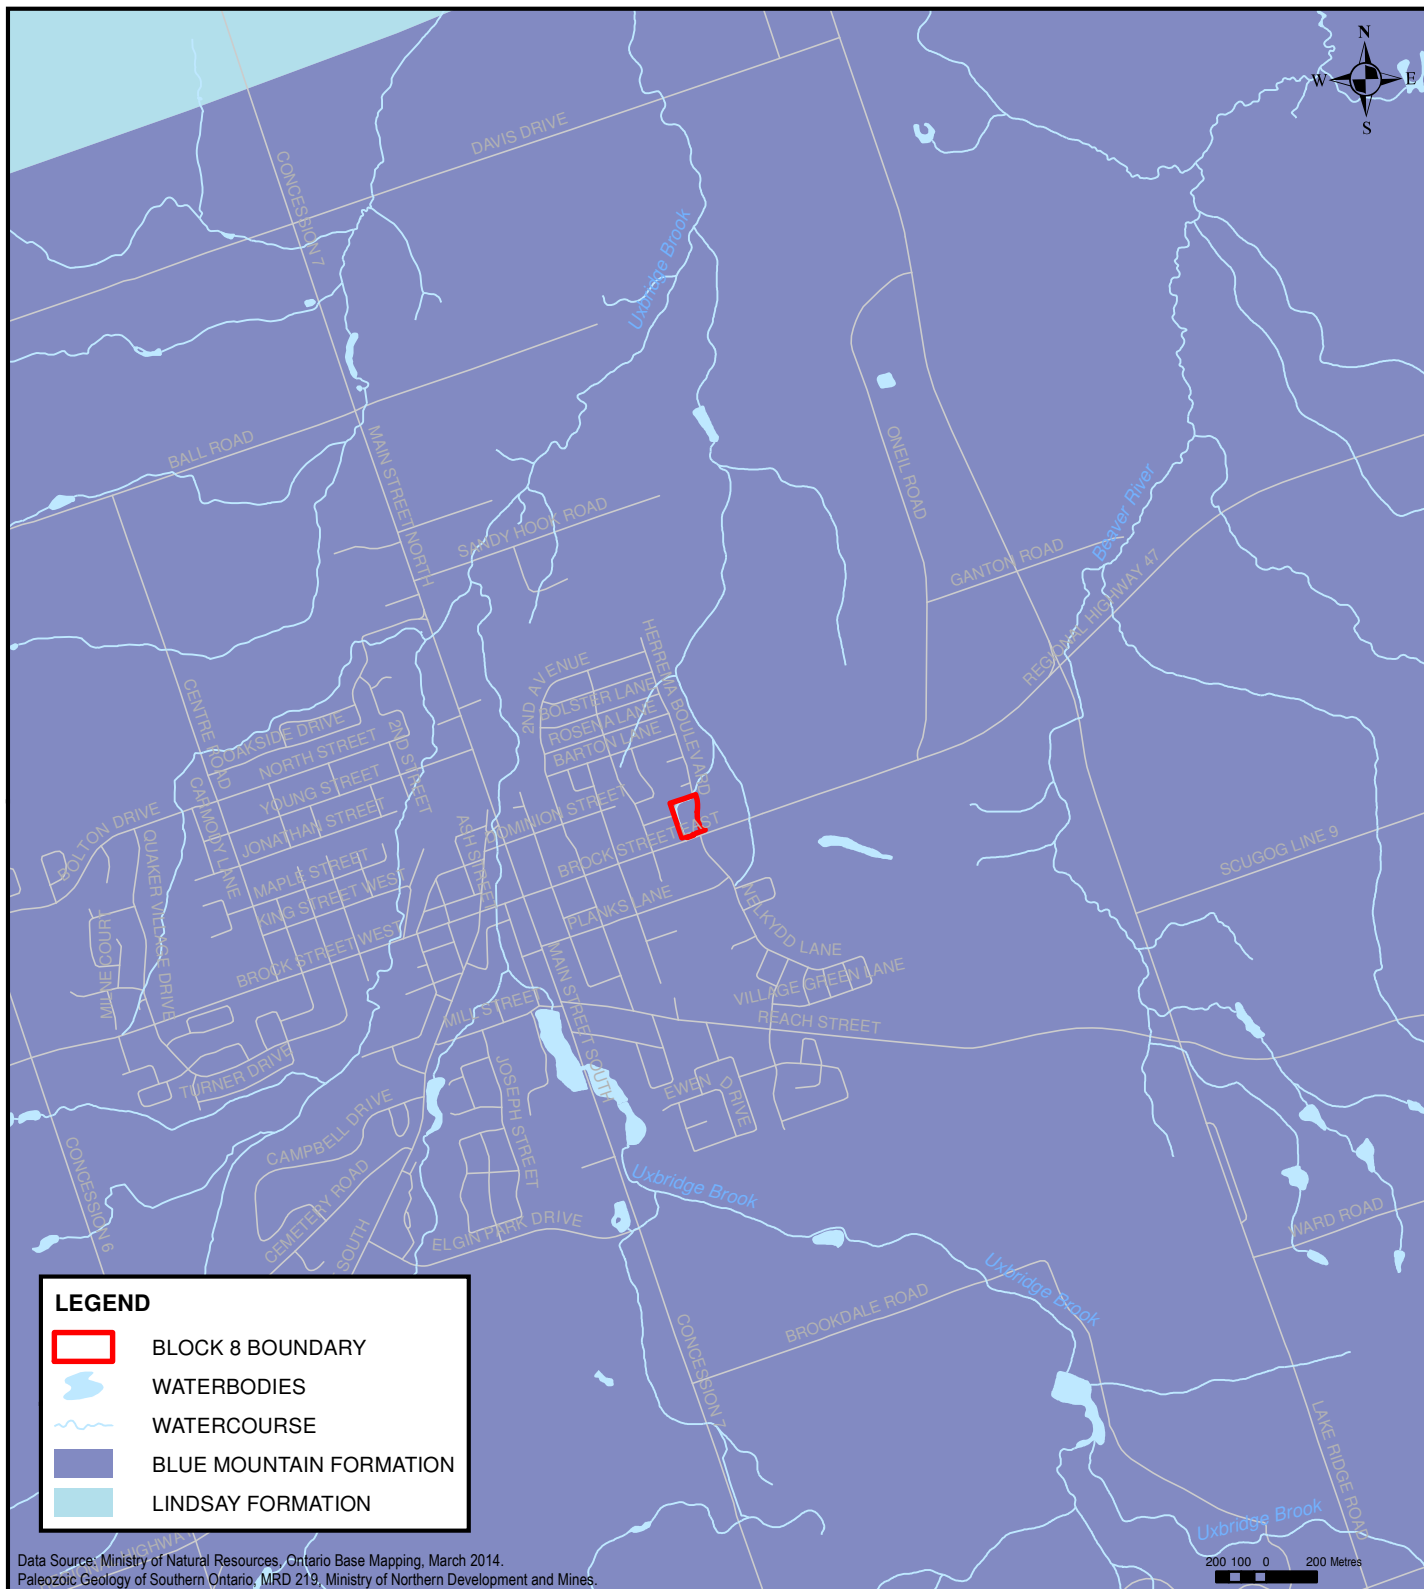 N
W E
S
DAVIS DRIVE
CONCESSION 7
Uxbridge Brook
BALL ROAD
MAIN STREET NORTH
ONEIL ROAD
SANDY HOOK ROAD
Beaver River
GANTON ROAD
REGIONAL HIGHWAY 47
HERREMA BOULEVARD
2ND AVENUE
BOLSTER LANE
ROSENA LANE
BARTON LANE
CENTRE ROAD
OAKSIDE DRIVE
NORTH STREET
2ND STREET
YOUNG STREET
CARMODY LANE
JONATHAN STREET
DOMINION STREET
BOLTON DRIVE
QUAKER VILLAGE DRIVE
ASH STREET
BROCK STREET EAST
SCUGOG LINE 9
MAPLE STREET
KING STREET WEST
PLANKS LANE
NELKYDD LANE
MILNE COURT
BROCK STREET WEST
MAIN STREET SOUTH
VILLAGE GREEN LANE
MILL STREET
REACH STREET
TURNER DRIVE
JOSEPH STREET
EWEN DRIVE
CAMPBELL DRIVE
CONCESSION 6
CEMETERY ROAD
Uxbridge Brook
SOUTH
ELGIN PARK DRIVE
WARD ROAD
Uxbridge Brook
BROOKDALE ROAD
CONCESSION 7
LAKE RIDGE ROAD
Uxbridge Brook
LEGEND
BLOCK 8 BOUNDARY
WATERBODIES
WATERCOURSE
BLUE MOUNTAIN FORMATION
LINDSAY FORMATION
HIGHWAY
Data Source: Ministry of Natural Resources, Ontario Base Mapping, March 2014.
Paleozoic Geology of Southern Ontario, MRD 219, Ministry of Northern Development and Mines.
200 100 0 200 Metres